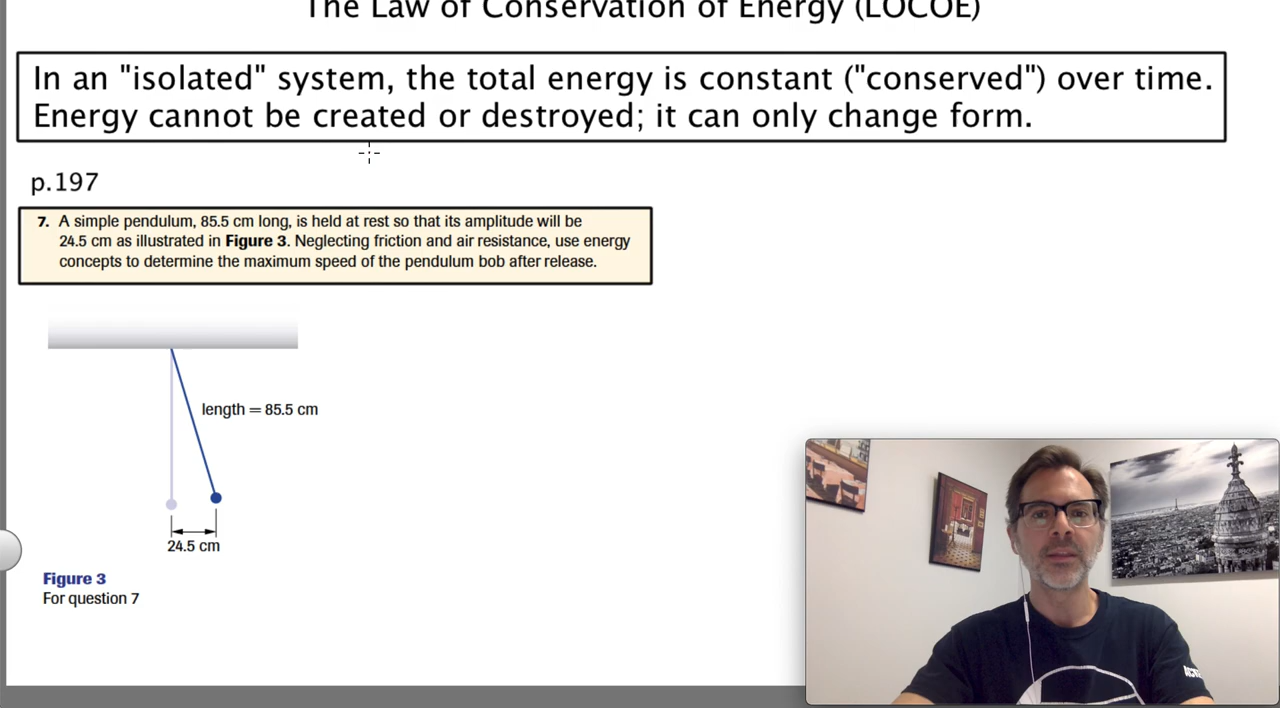 The Law of Conservation of Energy (LOCOE)
In an "isolated" system, the total energy is constant ("conserved") over time.
Energy cannot be created or destroyed; it can only change form.
p.197
7. A simple pendulum, 85.5 cm long, is held at rest so that its amplitude will be
24.5 cm as illustrated in Figure 3. Neglecting friction and air resistance, use energy
concepts to determine the maximum speed of the pendulum bob after release.
length = 85.5 cm
24.5 cm
Figure 3
For question 7